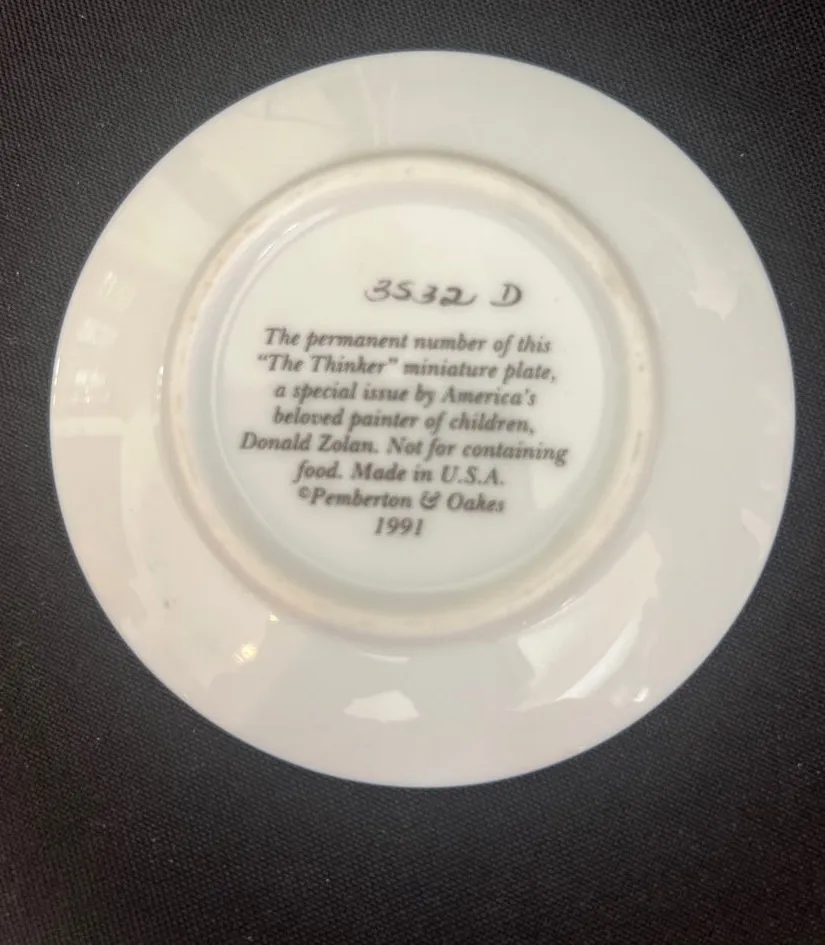 3532 D
The permanent number of this
“The Thinker” miniature plate,
a special issue by America's
beloved painter of children,
Donald Zolan. Not for containing
food. Made in U.S.A.
©Pemberton & Oakes
1991